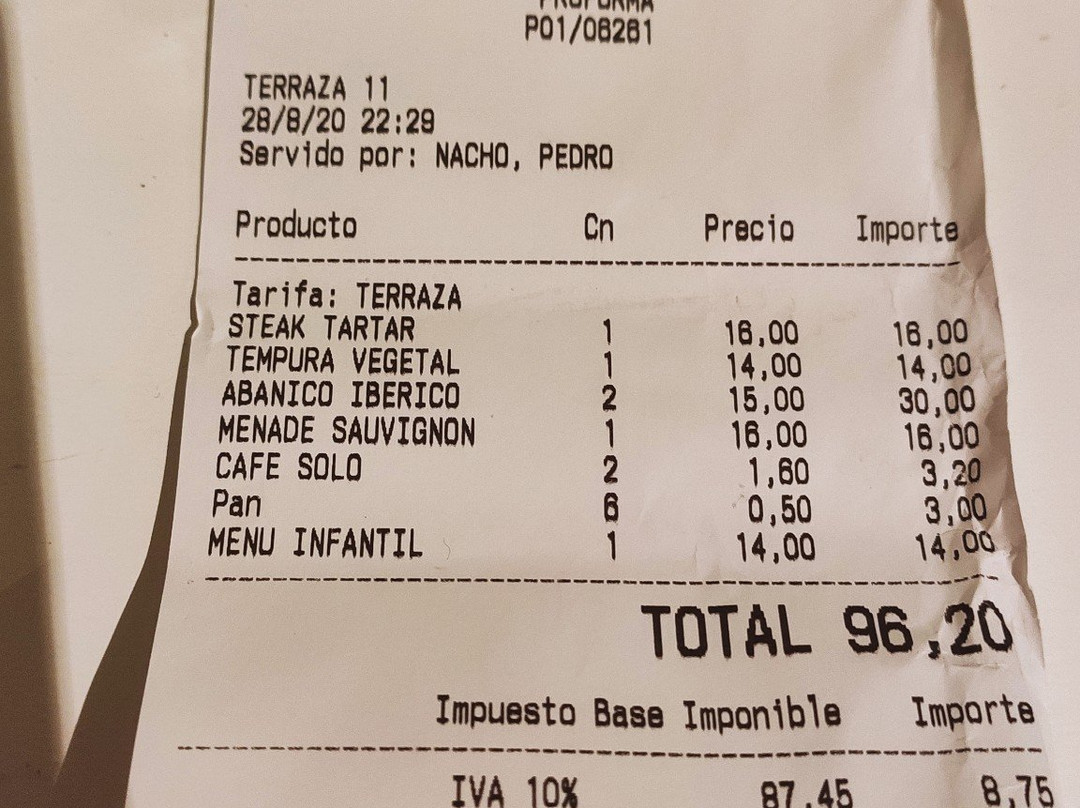 PROFORMA
P01/06261
TERRAZA 11
28/8/20 22:29
Servido por: NACHO, PEDRO
Producto Cn Precio Importe
Tarifa: TERRAZA
STEAK TARTAR 1 16,00 16,00
TEMPURA VEGETAL 1 14,00 14,00
ABANICO IBERICO 2 15,00 30,00
MENADE SAUVIGNON 1 16,00 16,00
CAFE SOLO 2 1,60 3,20
Pan 6 0,50 3,00
MENU INFANTIL 1 14,00 14,00
TOTAL 96,20
Impuesto Base Imponible Importe
IVA 10% 87,45 8,75